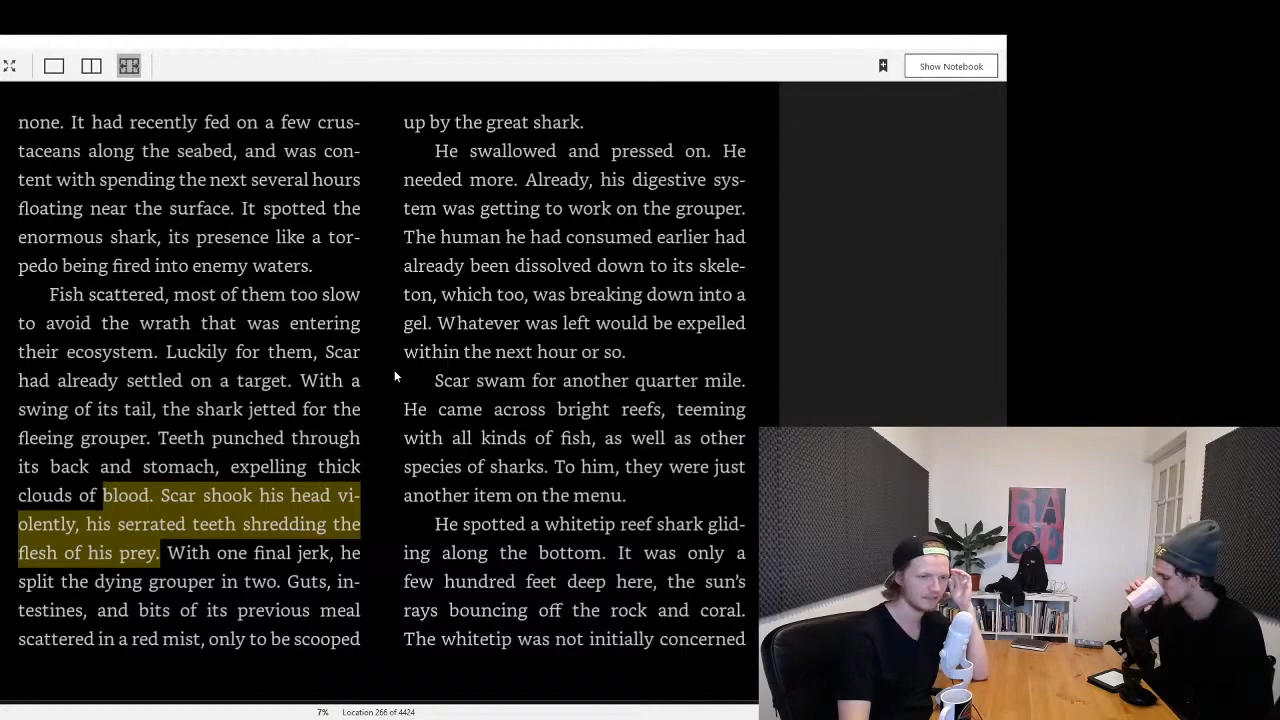 Show Notebook
none. It had recently fed on a few crus-
taceans along the seabed, and was con-
tent with spending the next several hours
floating near the surface. It spotted the
enormous shark, its presence like a tor-
pedo being fired into enemy waters.
Fish scattered, most of them too slow
to avoid the wrath that was entering
their ecosystem. Luckily for them, Scar
had already settled on a target. With a
swing of its tail, the shark jetted for the
fleeing grouper. Teeth punched through
its back and stomach, expelling thick
clouds of blood. Scar shook his head vi-
olently, his serrated teeth shredding the
flesh of his prey. With one final jerk, he
split the dying grouper in two. Guts, in-
testines, and bits of its previous meal
scattered in a red mist, only to be scooped
up by the great shark.
He swallowed and pressed on. He
needed more. Already, his digestive sys-
tem was getting to work on the grouper.
The human he had consumed earlier had
already been dissolved down to its skele-
ton, which too, was breaking down into a
gel. Whatever was left would be expelled
within the next hour or so.
Scar swam for another quarter mile.
He came across bright reefs, teeming
with all kinds of fish, as well as other
species of sharks. To him, they were just
another item on the menu.
He spotted a whitetip reef shark glid-
ing along the bottom. It was only a
few hundred feet deep here, the sun's
rays bouncing off the rock and coral.
The whitetip was not initially concerned
7% Location 266 of 4424
RA
GE